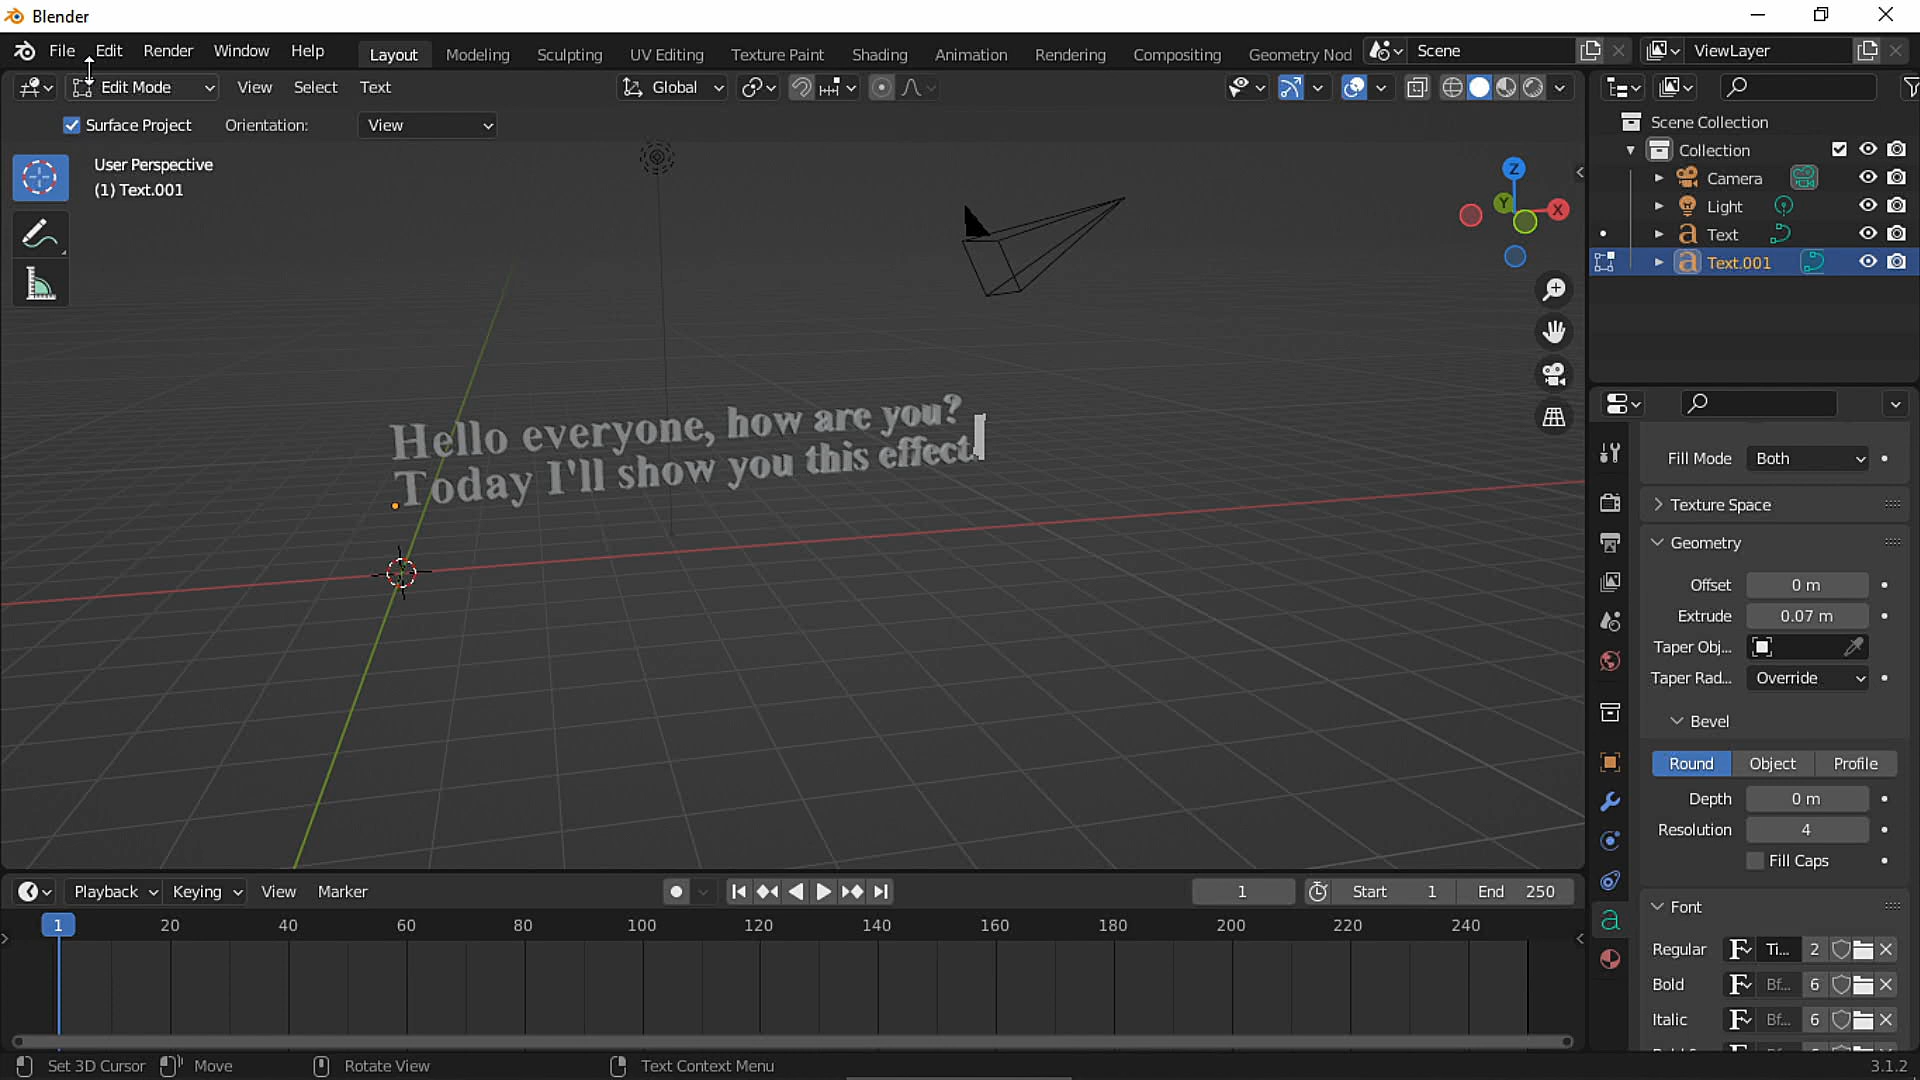 Blender
File Edit Render Window Help Layout Modeling Sculpting UV Editing Texture Paint Shading Animation Rendering Compositing Geometry Nod Scene ViewLayer
Edit Mode View Select Text Global
Surface Project Orientation: View
User Perspective
(1) Text.001
Z
Y
X
Hello everyone, how are you?
Today I'll show you this effect.
Scene Collection
Collection
Camera
Light
Text
Text.001
Fill Mode Both
Texture Space
Geometry
Offset 0 m
Extrude 0.07 m
Taper Obj...
Taper Rad... Override
Bevel
Round Object Profile
Depth 0 m
Resolution 4
Fill Caps
Font
Regular Ti... 2
Bold Bf... 6
Italic Bf... 6
Playback Keying View Marker 1 Start 1 End 250
1 20 40 60 80 100 120 140 160 180 200 220 240
Set 3D Cursor Move Rotate View Text Context Menu 3.1.2